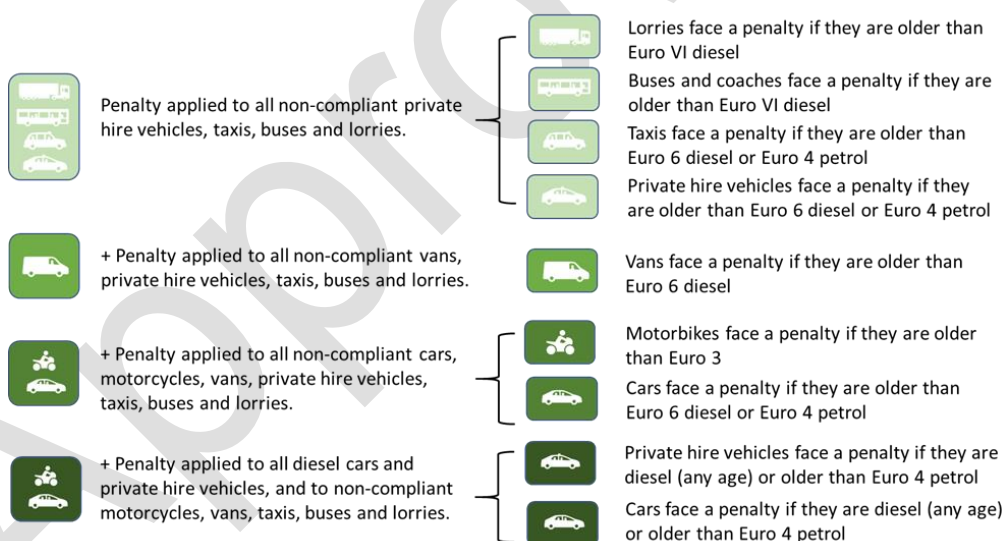 Lorries face a penalty if they are older than
Euro VI diesel
Penalty applied to all non-compliant private
hire vehicles, taxis, buses and lorries.
Buses and coaches face a penalty if they are
older than Euro VI diesel
Taxis face a penalty if they are older than
Euro 6 diesel or Euro 4 petrol
Private hire vehicles face a penalty if they
are older than Euro 6 diesel or Euro 4 petrol
+ Penalty applied to all non-compliant vans,
private hire vehicles, taxis, buses and lorries.
Vans face a penalty if they are older than
Euro 6 diesel
+ Penalty applied to all non-compliant cars,
motorcycles, vans, private hire vehicles,
taxis, buses and lorries.
Motorbikes face a penalty if they are older
than Euro 3
Cars face a penalty if they are older than
Euro 6 diesel or Euro 4 petrol
+ Penalty applied to all diesel cars and
private hire vehicles, and to non-compliant
motorcycles, vans, taxis, buses and lorries.
Private hire vehicles face a penalty if they are
diesel (any age) or older than Euro 4 petrol
Cars face a penalty if they are diesel (any age)
or older than Euro 4 petrol
Appro